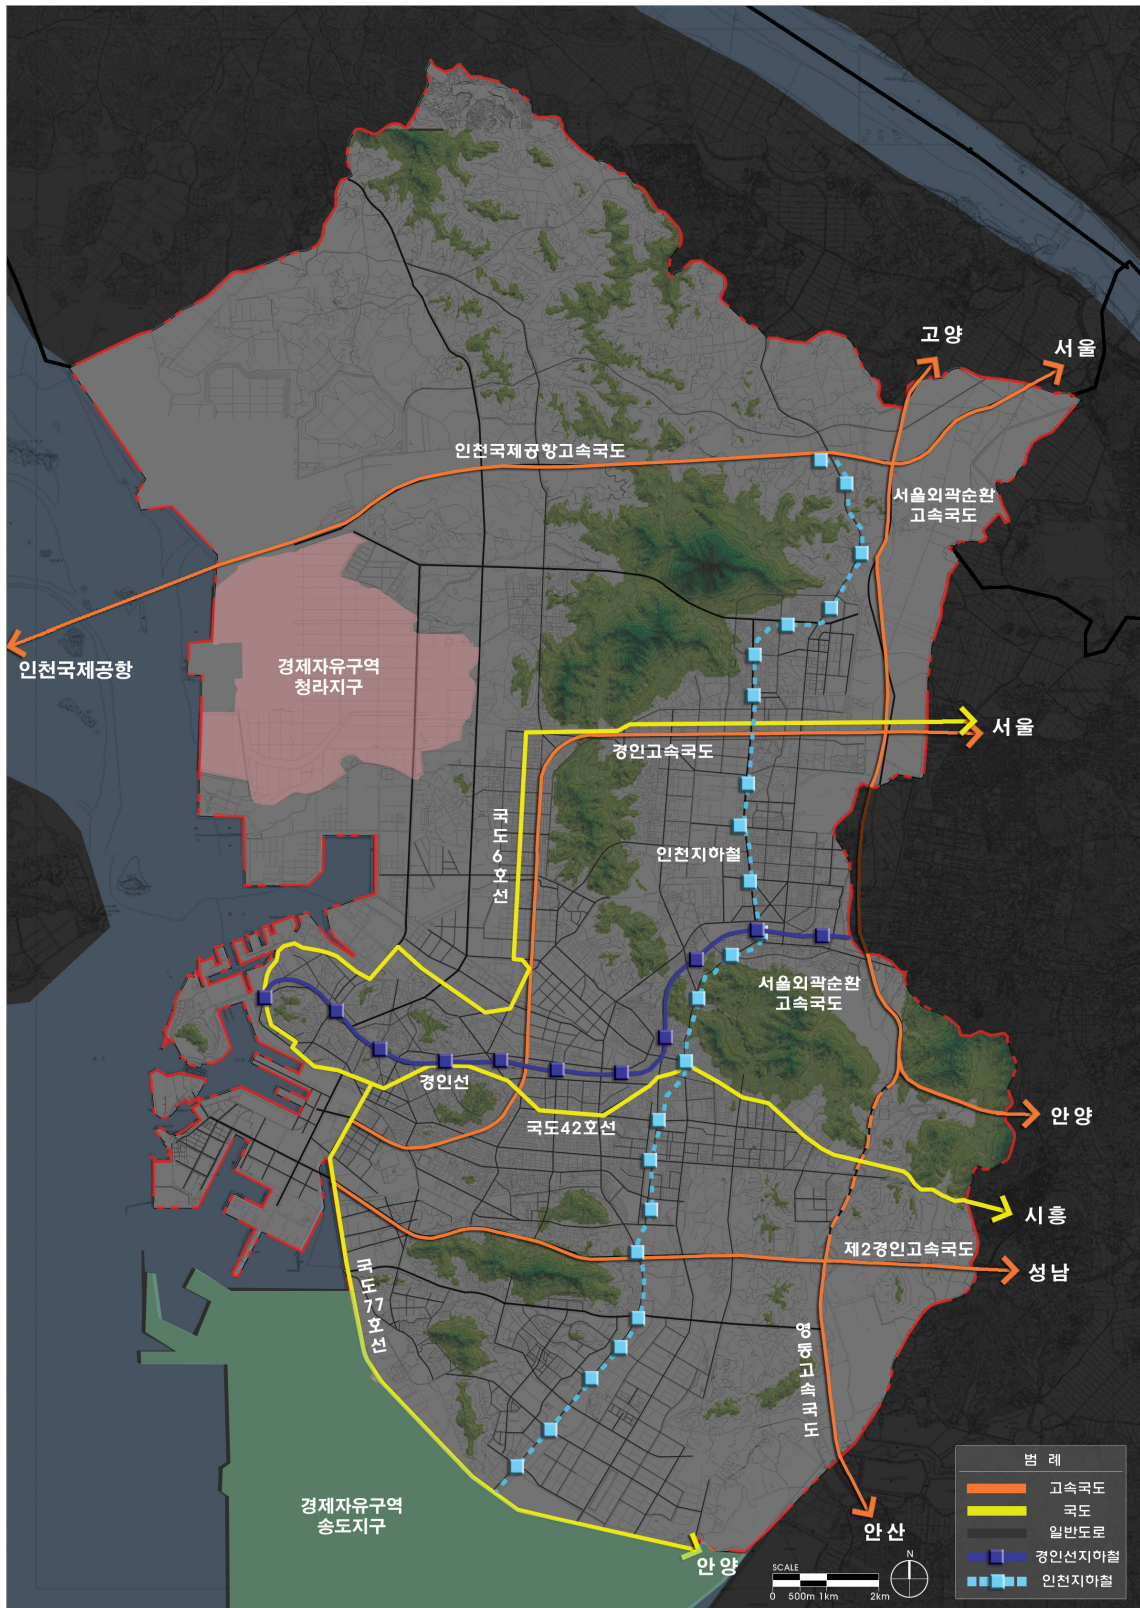 고양
서울
인천국제공항고속국도
서울외곽순환
고속국도
인천국제공항
경제자유구역
청라지구
서울
경인고속국도
국도6호선
인천지하철
서울외곽순환
고속국도
경인선
국도42호선
안양
시흥
제2경인고속국도
성남
국도77호선
영동고속국도
경제자유구역
송도지구
안산
안양
범 례
고속국도
국도
일반도로
경인선지하철
인천지하철
SCALE
0 500m 1km 2km
N